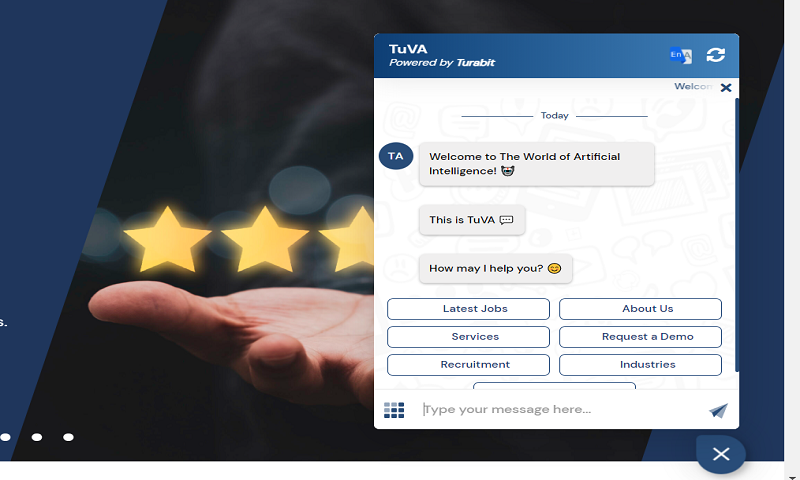 TuVA
Powered by Turabit
En A
Today
TA
Welcome to The World of Artificial
Intelligence!
This is TuVA
How may I help you?
s.
Latest Jobs
About Us
Services
Request a Demo
Recruitment
Industries
Type your message here...